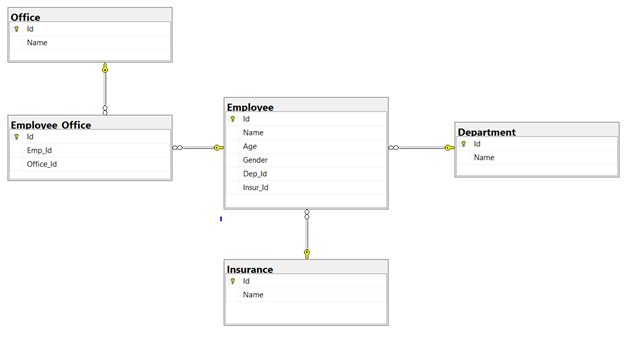 Office
Id
Name
Employee_Office
Id
Emp_Id
Office_Id
Employee
Id
Name
Age
Gender
Dep_Id
Insur_Id
Department
Id
Name
Insurance
Id
Name